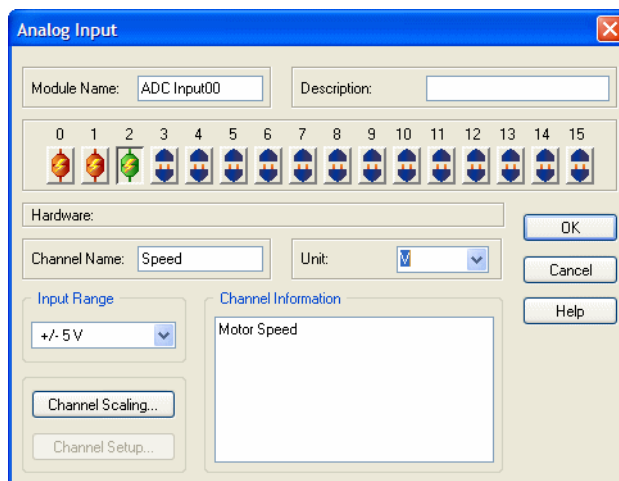 Analog Input
Module Name: ADC Input00 Description:
0 1 2 3 4 5 6 7 8 9 10 11 12 13 14 15
Hardware:
OK
Channel Name: Speed Unit: V
Cancel
Input Range Channel Information
Help
+/- 5 V Motor Speed
Channel Scaling...
Channel Setup...